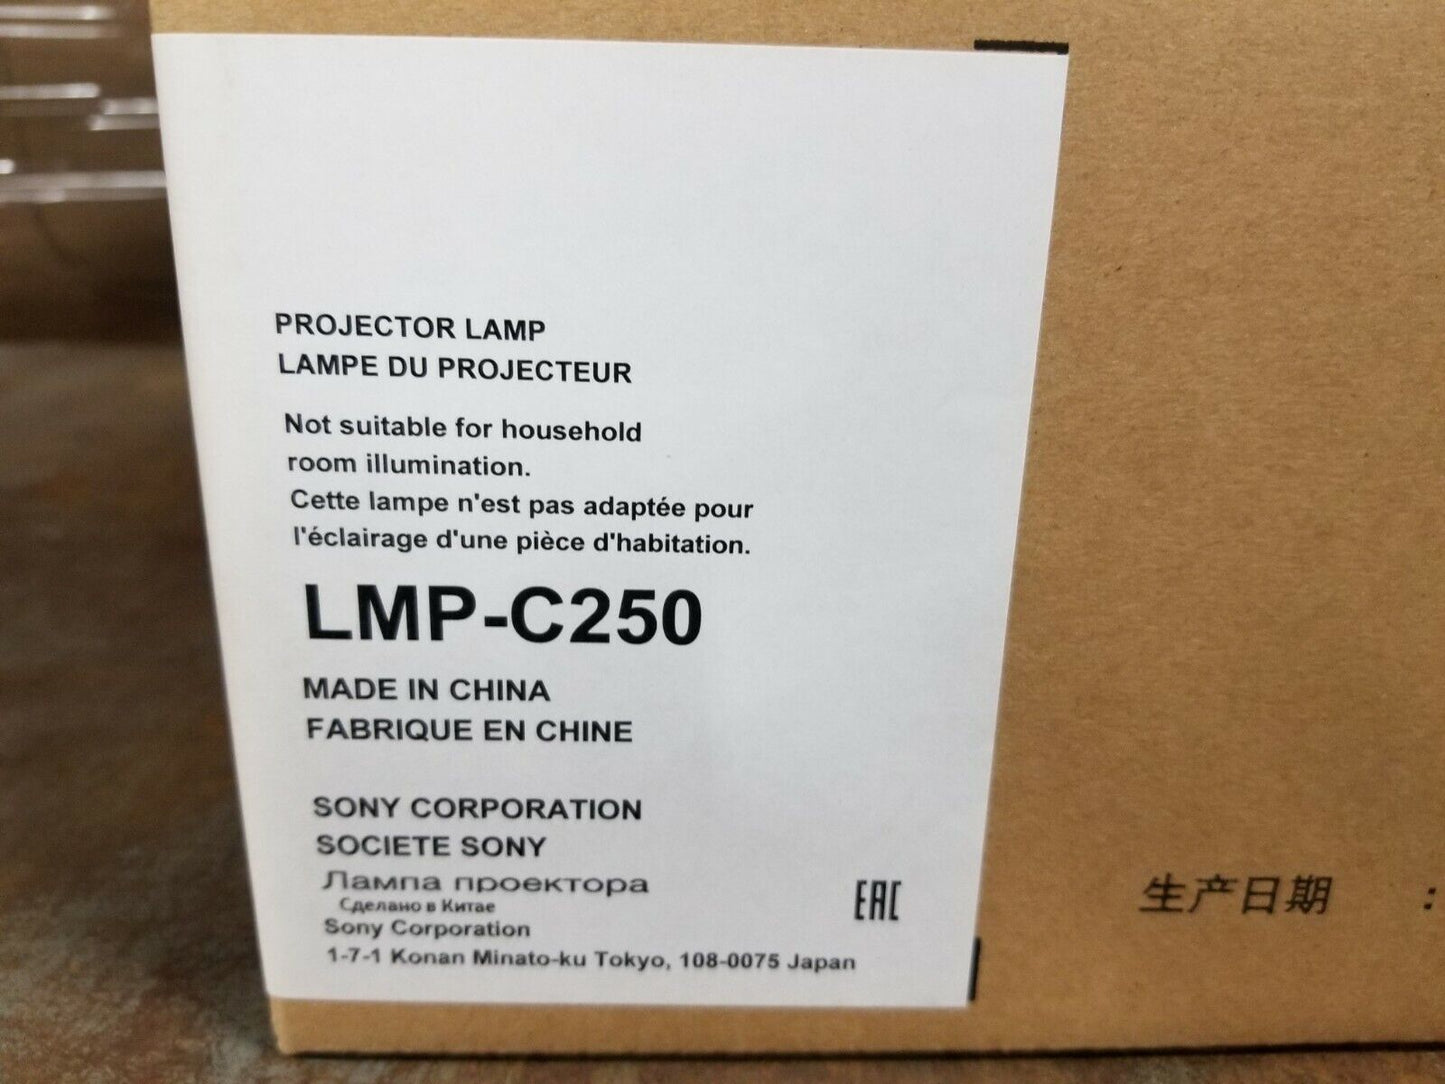 PROJECTOR LAMP
LAMPE DU PROJECTEUR
Not suitable for household
room illumination.
Cette lampe n'est pas adaptée pour
l'éclairage d'une pièce d'habitation.
LMP-C250
MADE IN CHINA
FABRIQUE EN CHINE
SONY CORPORATION
SOCIETE SONY
Лампа проектора
Сделано в Китае
Sony Corporation
1-7-1 Konan Minato-ku Tokyo, 108-0075 Japan
EAC
生产日期 :